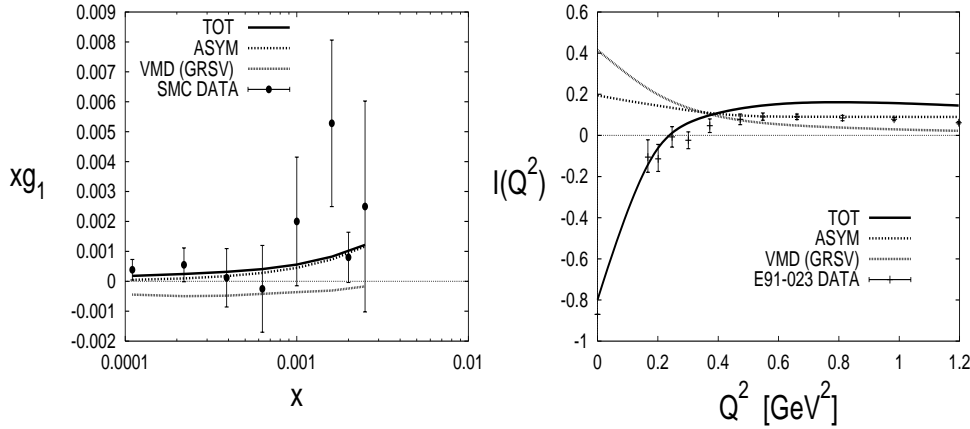 0.009
0.008
0.007
0.006
0.005
0.004
0.003
0.002
0.001
0
-0.001
-0.002
0.0001
0.001
0.01
xg1
x
TOT
ASYM
VMD (GRSV)
SMC DATA
0.6
0.4
0.2
0
-0.2
-0.4
-0.6
-0.8
-1
0
0.2
0.4
0.6
0.8
1
1.2
I(Q²)
Q² [GeV²]
TOT
ASYM
VMD (GRSV)
E91-023 DATA